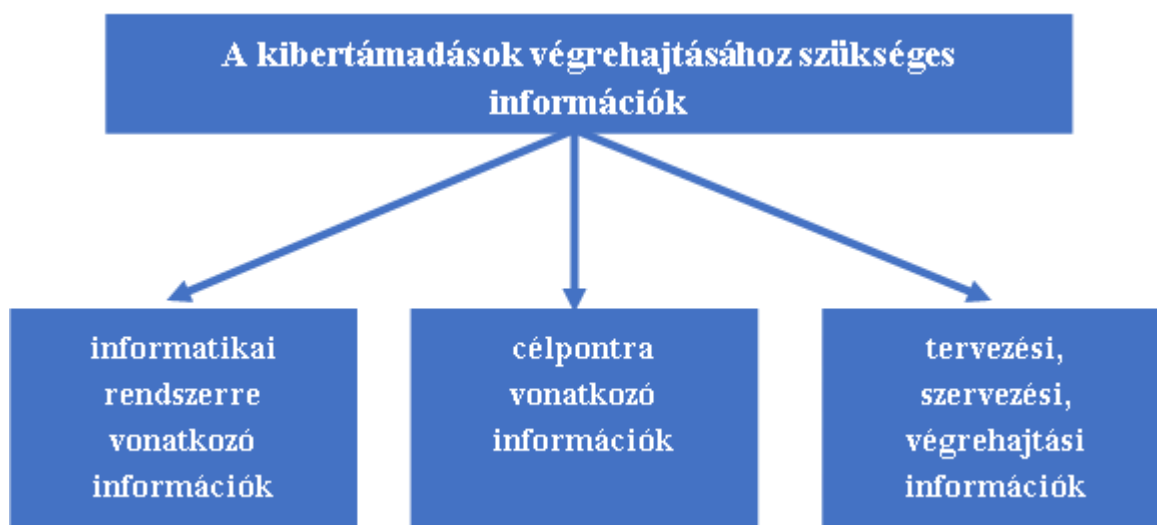 A kibertámadások végrehajtásához szükséges
információk
informatikai
rendszerre
vonatkozó
információk
célpontra
vonatkozó
információk
tervezési,
szervezési,
végrehajtási
információk